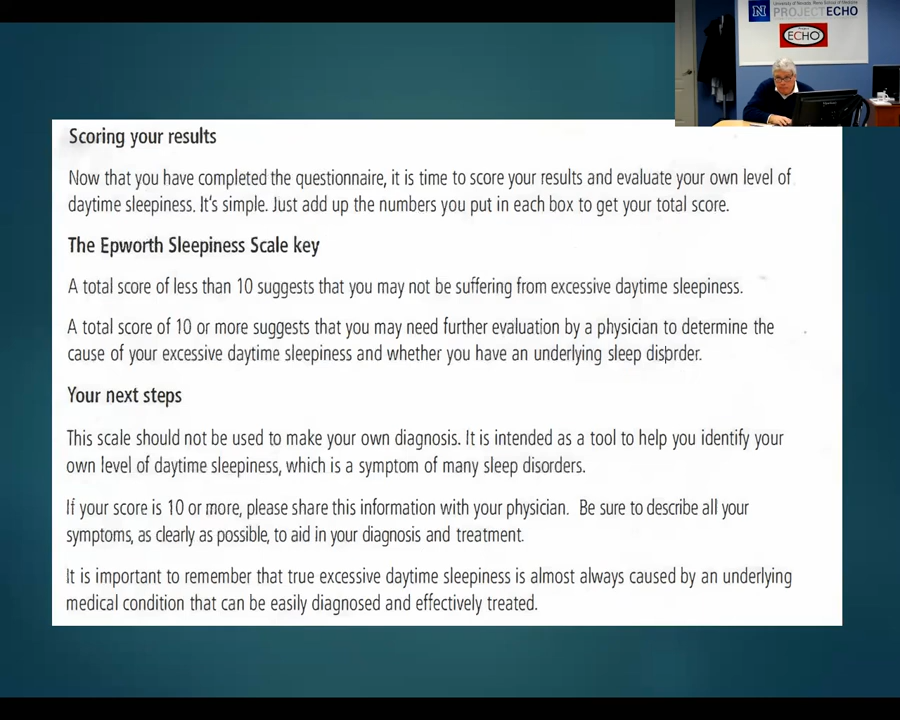 University of Nevada, Reno School of Medicine
N PROJECT ECHO
ECHO
Scoring your results
Now that you have completed the questionnaire, it is time to score your results and evaluate your own level of
daytime sleepiness. It's simple. Just add up the numbers you put in each box to get your total score.
The Epworth Sleepiness Scale key
A total score of less than 10 suggests that you may not be suffering from excessive daytime sleepiness.
A total score of 10 or more suggests that you may need further evaluation by a physician to determine the
cause of your excessive daytime sleepiness and whether you have an underlying sleep disorder.
Your next steps
This scale should not be used to make your own diagnosis. It is intended as a tool to help you identify your
own level of daytime sleepiness, which is a symptom of many sleep disorders.
If your score is 10 or more, please share this information with your physician. Be sure to describe all your
symptoms, as clearly as possible, to aid in your diagnosis and treatment.
It is important to remember that true excessive daytime sleepiness is almost always caused by an underlying
medical condition that can be easily diagnosed and effectively treated.